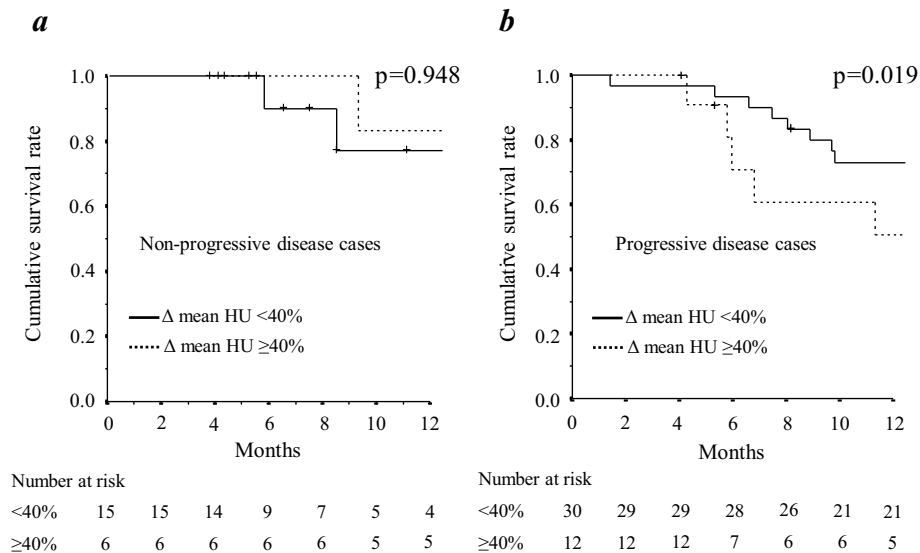 a
p=0.948
Cumulative survival rate
1.0
0.8
0.6
0.4
0.2
0.0
Non-progressive disease cases
Δ mean HU <40%
Δ mean HU ≥40%
0 2 4 6 8 10 12
Months
Number at risk
<40% 15 15 14 9 7 5 4
≥40% 6 6 6 6 6 5 5
b
p=0.019
Cumulative survival rate
1.0
0.8
0.6
0.4
0.2
0.0
Progressive disease cases
Δ mean HU <40%
Δ mean HU ≥40%
0 2 4 6 8 10 12
Months
Number at risk
<40% 30 29 29 28 26 21 21
≥40% 12 12 12 7 6 6 5